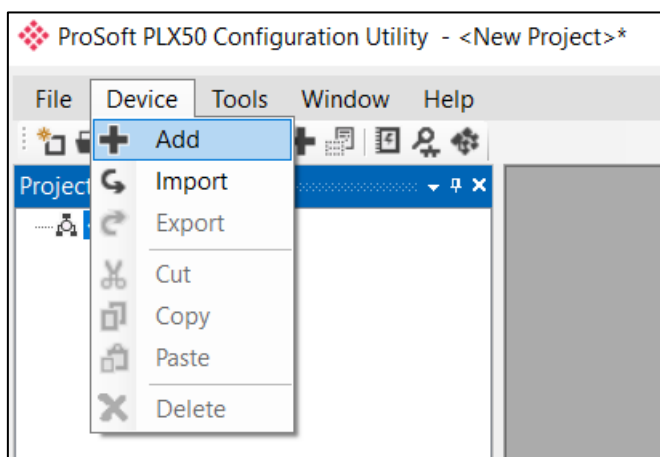 ProSoft PLX50 Configuration Utility - <New Project>*
File Device Tools Window Help
Project
Add
Import
Export
Cut
Copy
Paste
Delete